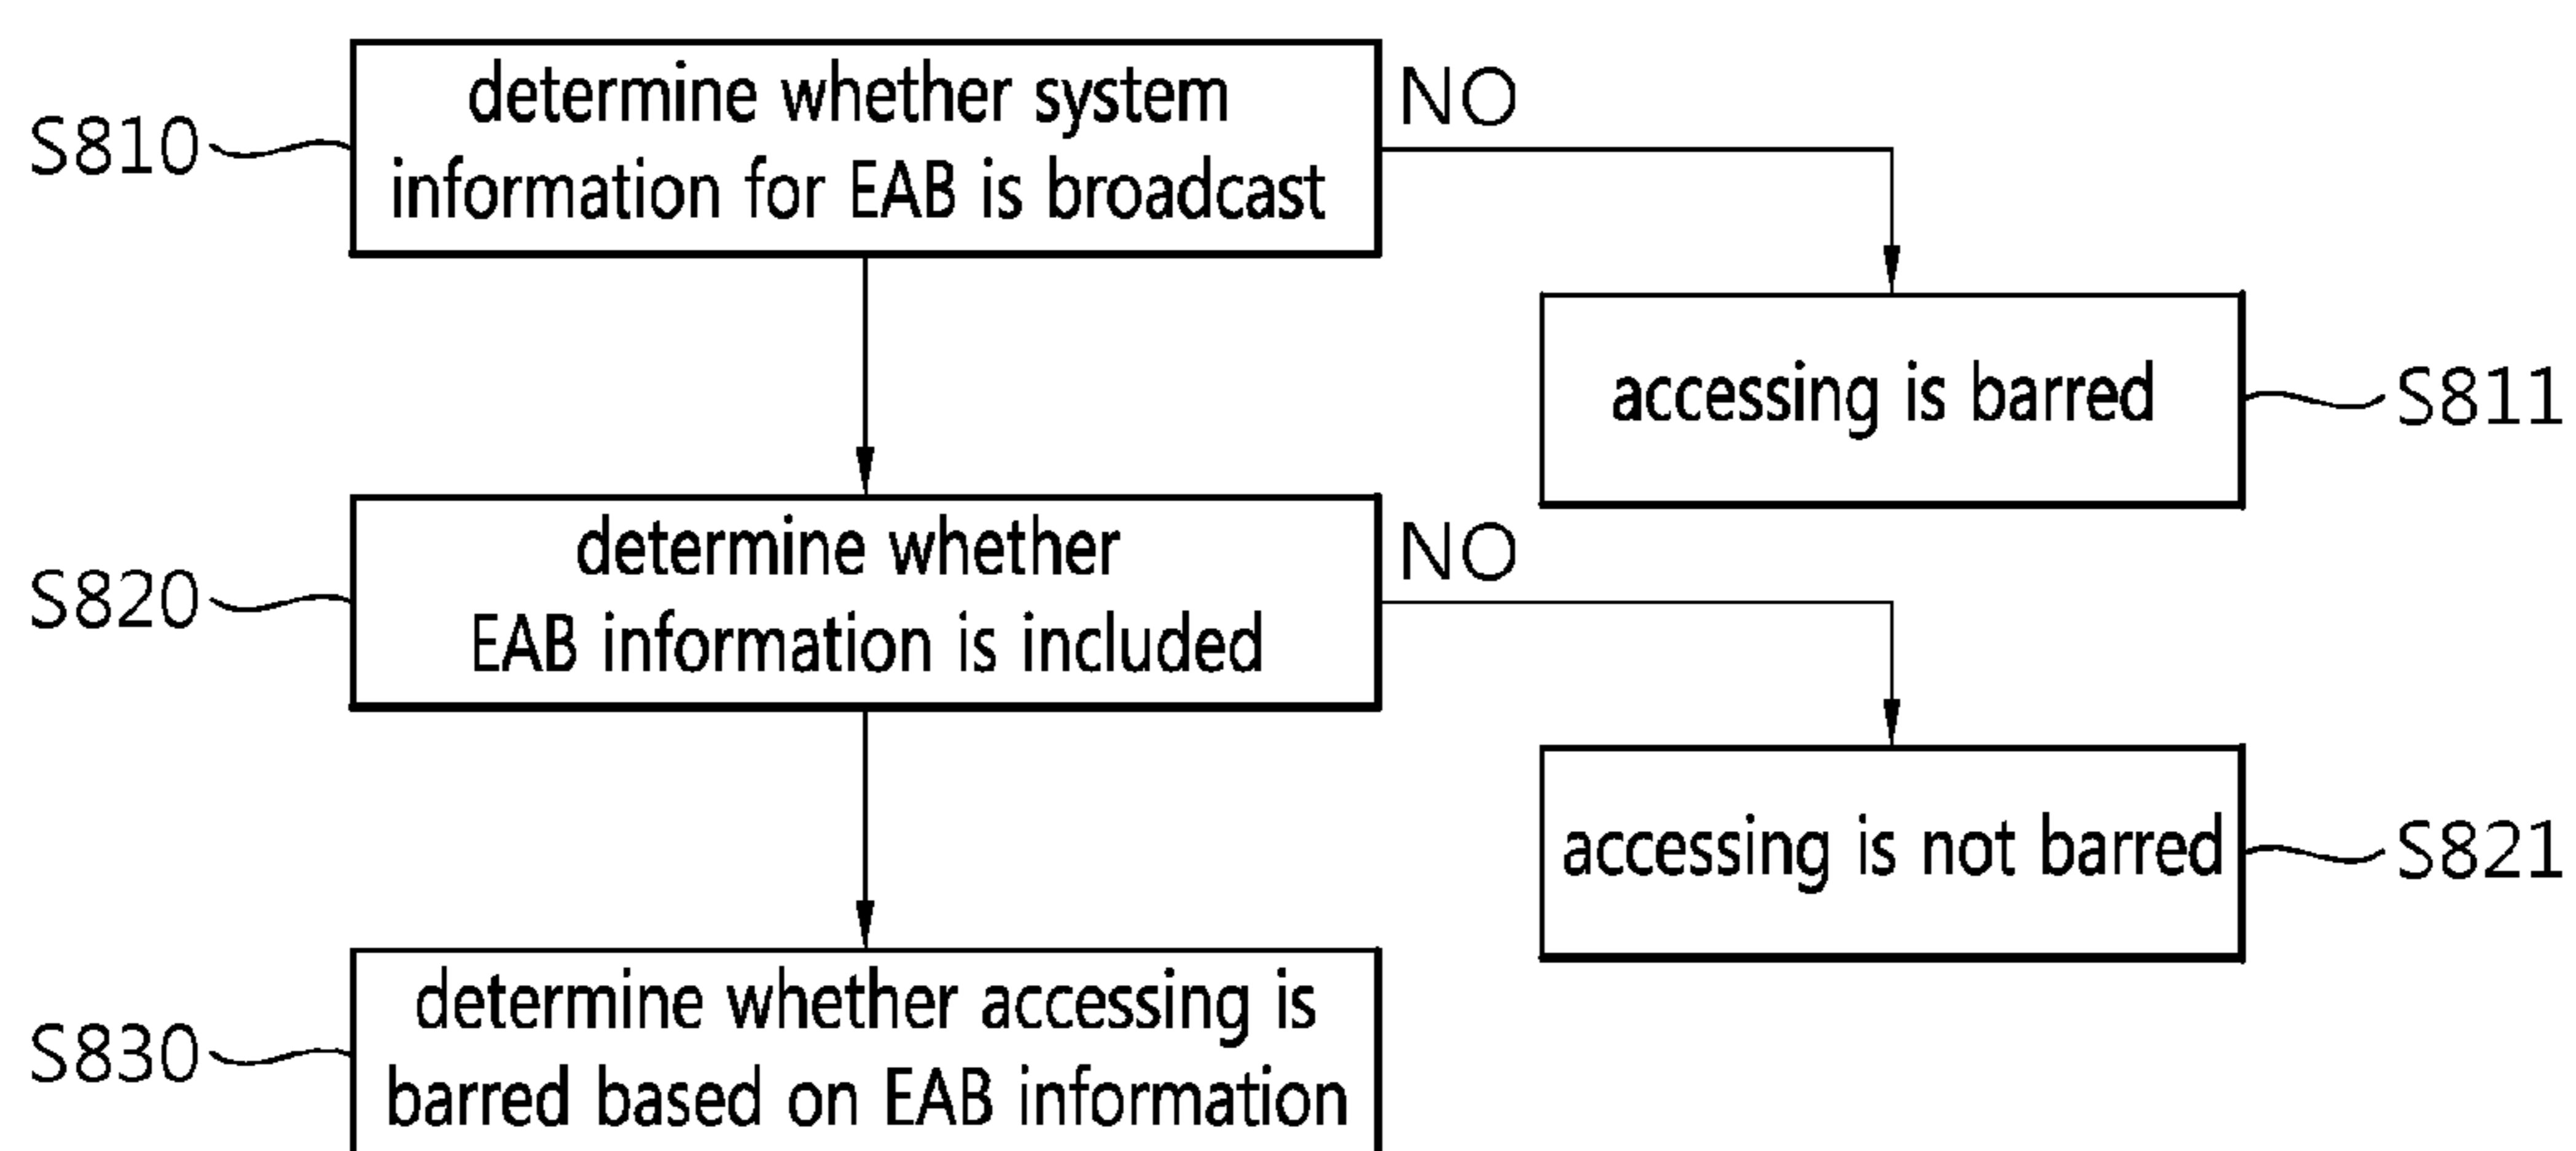 S810
determine whether system
information for EAB is broadcast
NO
accessing is barred
S811
S820
determine whether
EAB information is included
NO
accessing is not barred
S821
S830
determine whether accessing is
barred based on EAB information